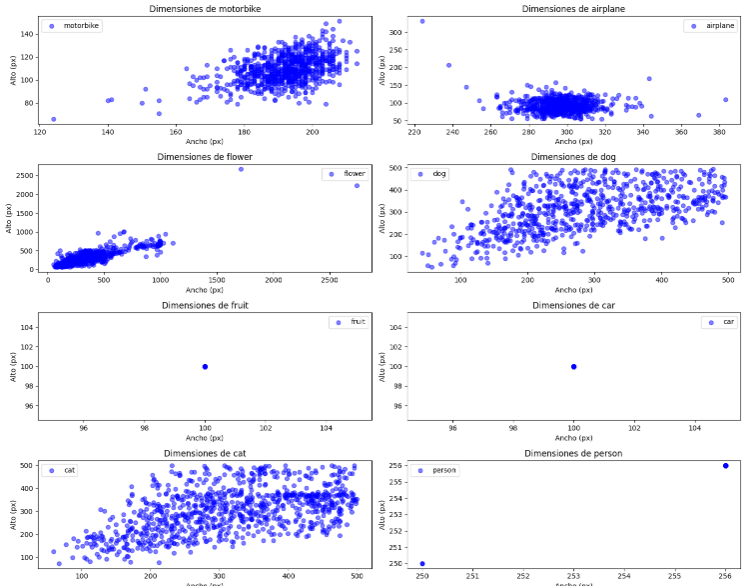 Dimensiones de motorbike
motorbike
Alto (px)
140
120
100
80
120
140
160
180
200
Ancho (px)
Dimensiones de airplane
airplane
Alto (px)
300
250
200
150
100
50
220
240
260
280
300
320
340
360
380
Ancho (px)
Dimensiones de flower
flower
Alto (px)
2500
2000
1500
1000
500
0
0
500
1000
1500
2000
2500
Ancho (px)
Dimensiones de dog
dog
Alto (px)
500
400
300
200
100
100
200
300
400
500
Ancho (px)
Dimensiones de fruit
fruit
Alto (px)
104
102
100
98
96
96
98
100
102
104
Ancho (px)
Dimensiones de car
car
Alto (px)
104
102
100
98
96
96
98
100
102
104
Ancho (px)
Dimensiones de cat
cat
Alto (px)
500
400
300
200
100
100
200
300
400
500
Ancho (px)
Dimensiones de person
person
Alto (px)
256
255
254
253
252
251
250
250
251
252
253
254
255
256
Ancho (px)